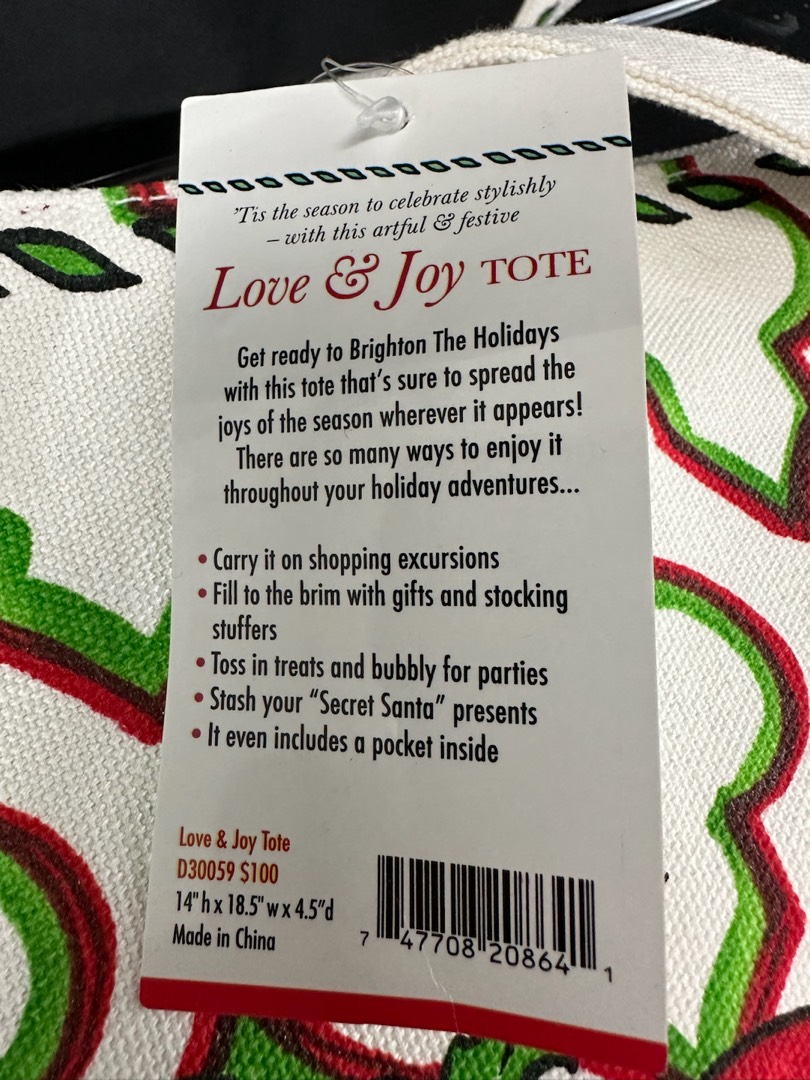 'Tis the season to celebrate stylishly
– with this artful & festive
Love & Joy TOTE
Get ready to Brighton The Holidays
with this tote that's sure to spread the
joys of the season wherever it appears!
There are so many ways to enjoy it
throughout your holiday adventures...
• Carry it on shopping excursions
• Fill to the brim with gifts and stocking
stuffers
• Toss in treats and bubbly for parties
• Stash your “Secret Santa” presents
• It even includes a pocket inside
Love & Joy Tote
D30059 $100
14"h x 18.5"w x 4.5"d
Made in China
7 47708 20864 1